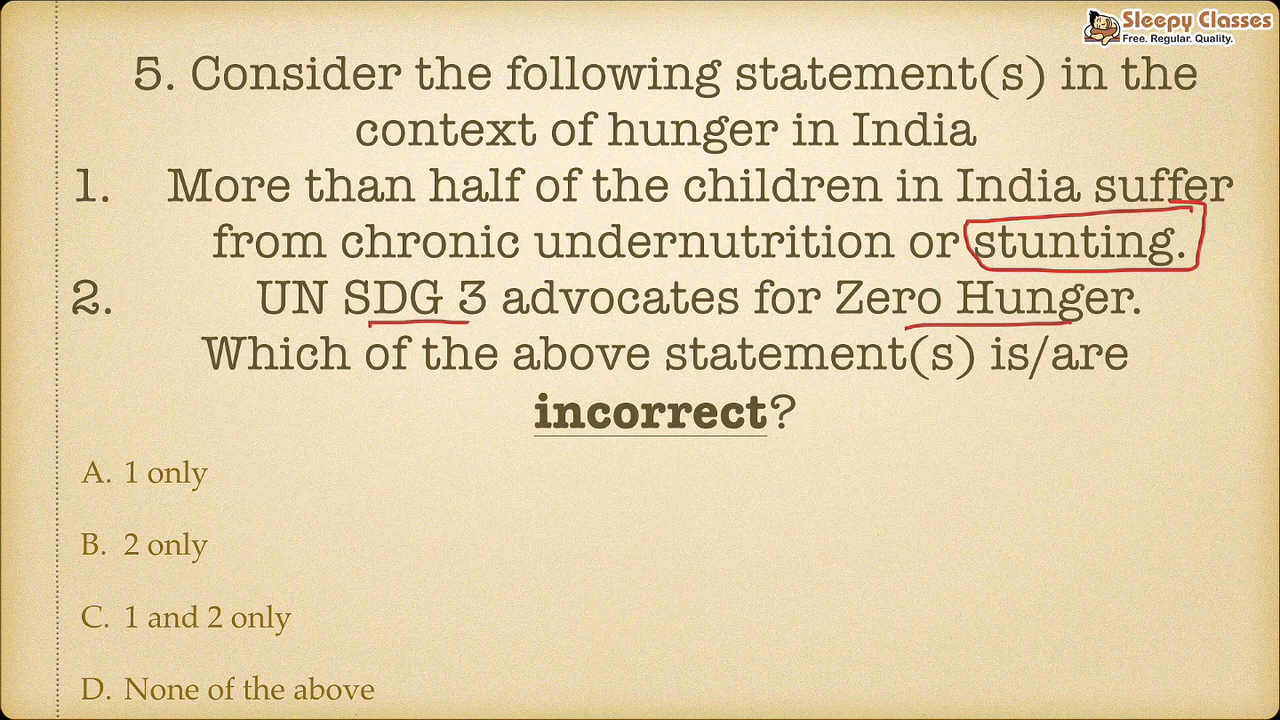 Sleepy Classes
Free. Regular. Quality.
5. Consider the following statement(s) in the
context of hunger in India
1. More than half of the children in India suffer
from chronic undernutrition or stunting.
2. UN SDG 3 advocates for Zero Hunger.
Which of the above statement(s) is/are
incorrect?
A. 1 only
B. 2 only
C. 1 and 2 only
D. None of the above